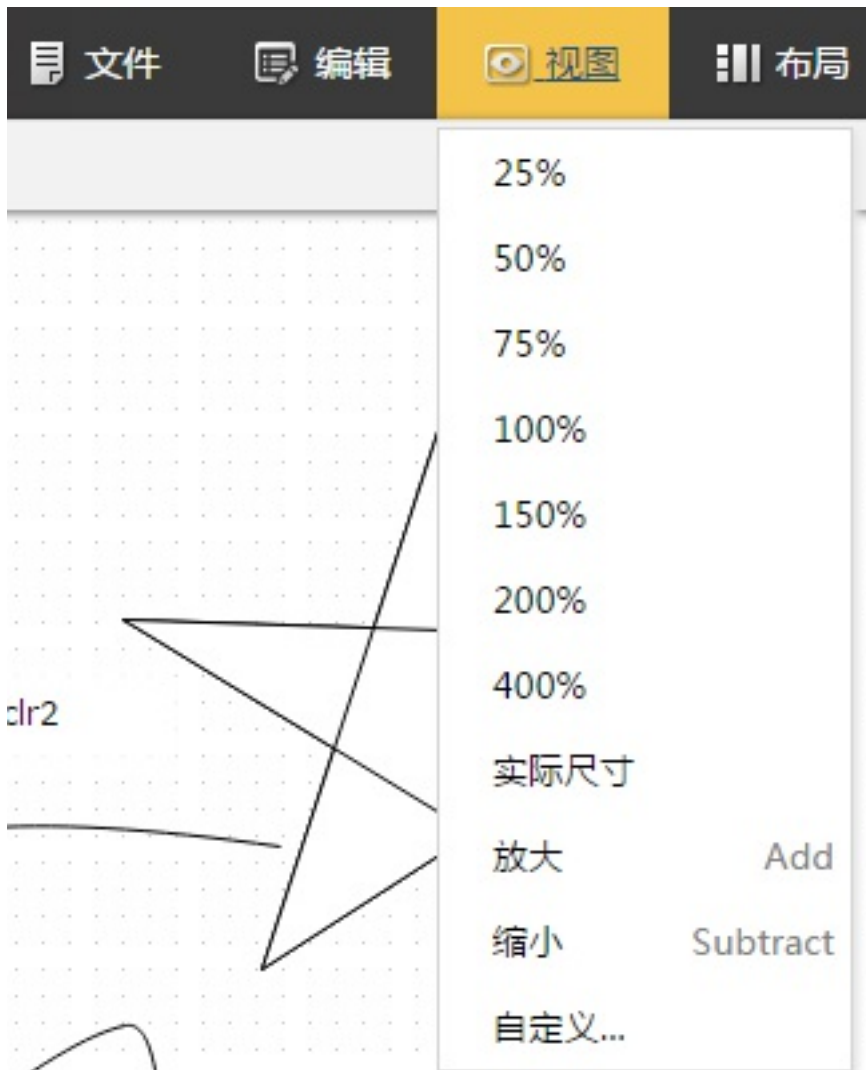 文件 编辑 视图 布局
25%
50%
75%
100%
150%
200%
400%
clr2
实际尺寸
放大 Add
缩小 Subtract
自定义...